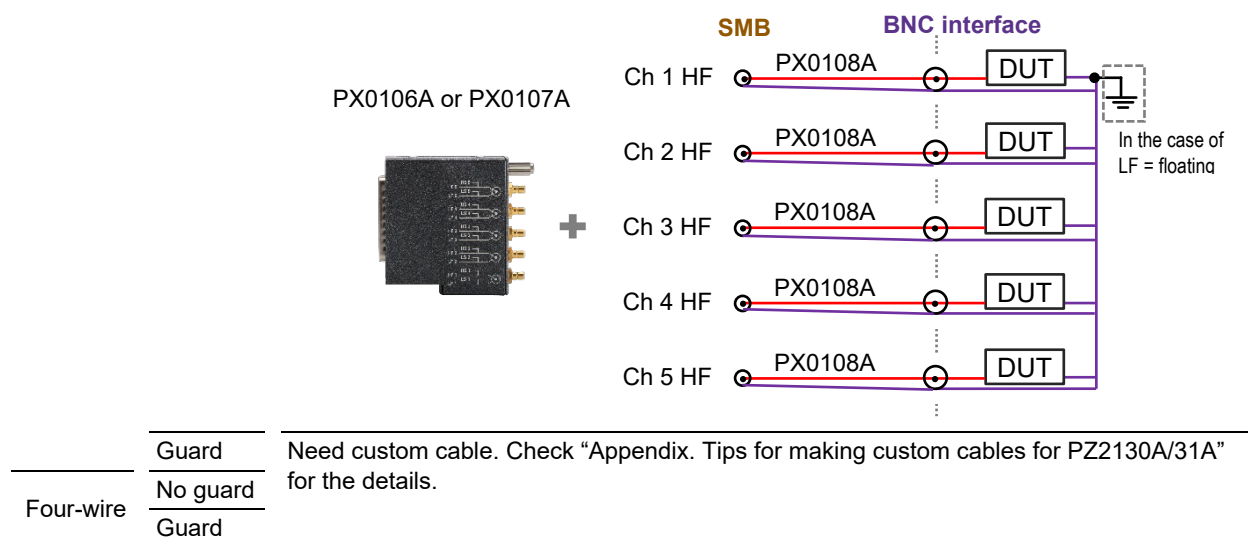 SMB BNC interface
Ch 1 HF PX0108A DUT
PX0106A or PX0107A
In the case of
LF = floating
Ch 2 HF PX0108A DUT
Ch 3 HF PX0108A DUT
Ch 4 HF PX0108A DUT
Ch 5 HF PX0108A DUT
Guard Need custom cable. Check “Appendix. Tips for making custom cables for PZ2130A/31A”
for the details.
Four-wire No guard
Guard